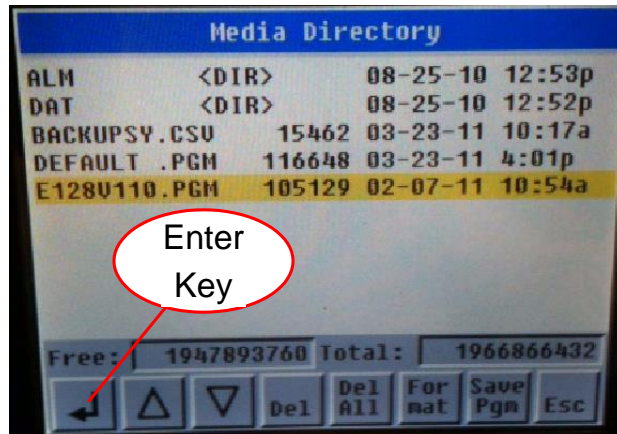 Media Directory
ALM <DIR> 08-25-10 12:53p
DAT <DIR> 08-25-10 12:52p
BACKUPSY.CSV 15462 03-23-11 10:17a
DEFAULT .PGM 116648 03-23-11 4:01p
E128V110.PGM 105129 02-07-11 10:54a
Enter
Key
Free: 1947893760 Total: 1966866432
Del Del All For mat Save Pgm Esc